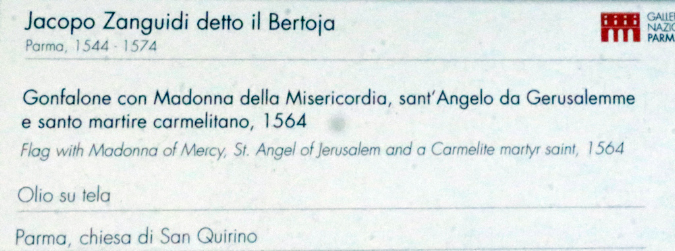 Jacopo Zanguidi detto il Bertoja
Parma, 1544 - 1574
Gonfalone con Madonna della Misericordia, sant'Angelo da Gerusalemme
e santo martire carmelitano, 1564
Flag with Madonna of Mercy, St. Angel of Jerusalem and a Carmelite martyr saint, 1564
Olio su tela
Parma, chiesa di San Quirino